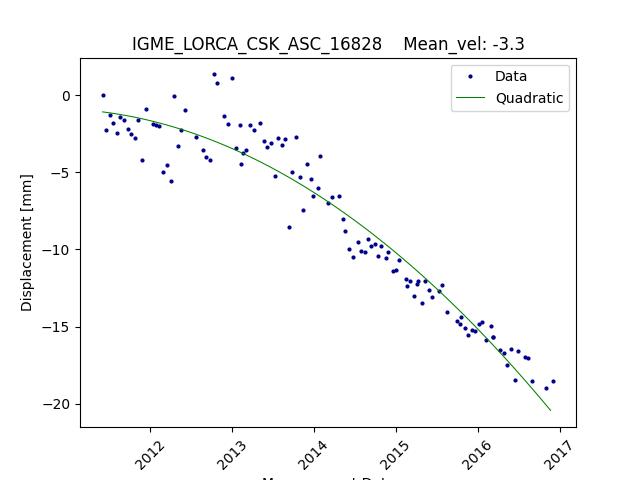 IGME_LORCA_CSK_ASC_16828    Mean_vel: -3.3
Data
Quadratic
Displacement [mm]
0
−5
−10
−15
−20
2012
2013
2014
2015
2016
2017